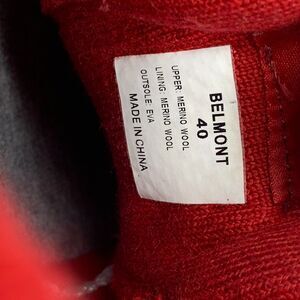 BELMONT
40
UPPER: MERINO WOOL
LINING: MERINO WOOL
OUTSOLE: EVA
MADE IN CHINA